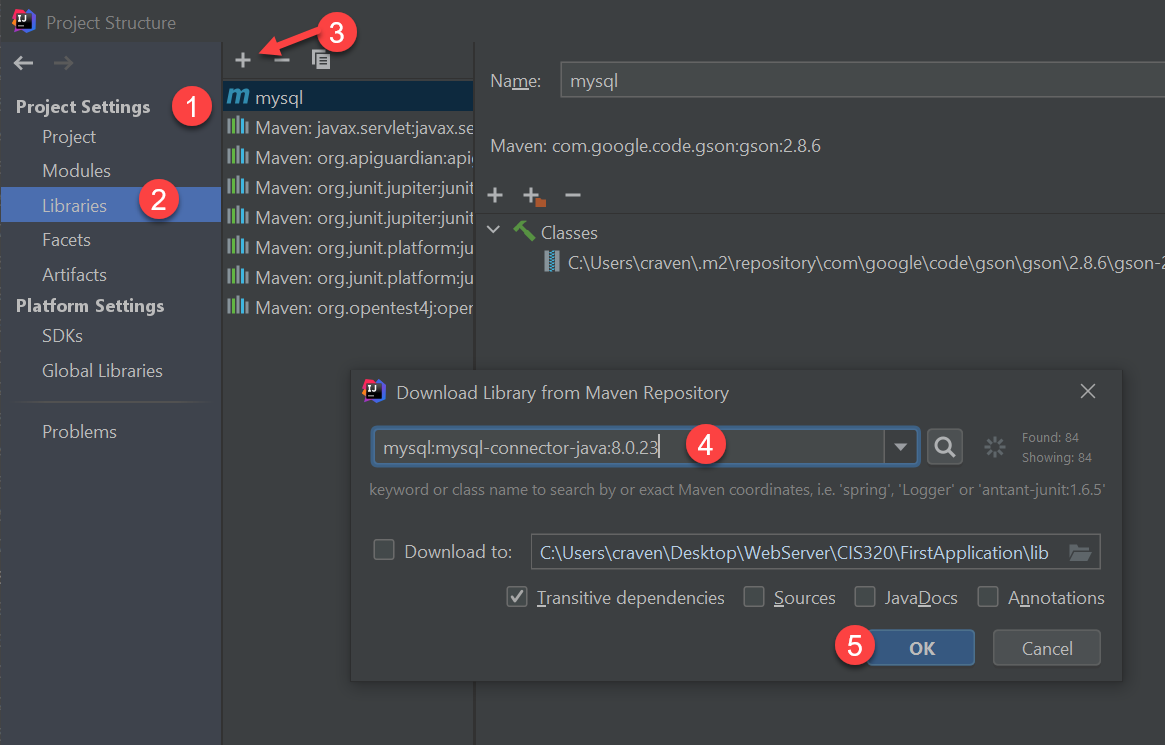 Project Structure
3
Project Settings
1
Project
Modules
Libraries
2
Facets
Artifacts
Platform Settings
SDKs
Global Libraries
Problems
m mysql
Maven: javax.servlet:javax.se
Maven: org.apiguardian:api
Maven: org.junit.jupiter:junit
Maven: org.junit.jupiter:junit
Maven: org.junit.platform:ju
Maven: org.junit.platform:ju
Maven: org.opentest4j:oper
Name: mysql
Maven: com.google.code.gson:gson:2.8.6
Classes
C:\Users\craven\.m2\repository\com\google\code\gson\gson\2.8.6\gson-2
Download Library from Maven Repository
mysql:mysql-connector-java:8.0.23
4
Found: 84
Showing: 84
keyword or class name to search by or exact Maven coordinates, i.e. 'spring', 'Logger' or 'ant:ant-junit:1.6.5'
Download to: C:\Users\craven\Desktop\WebServer\CIS320\FirstApplication\lib
Transitive dependencies Sources JavaDocs Annotations
5 OK Cancel